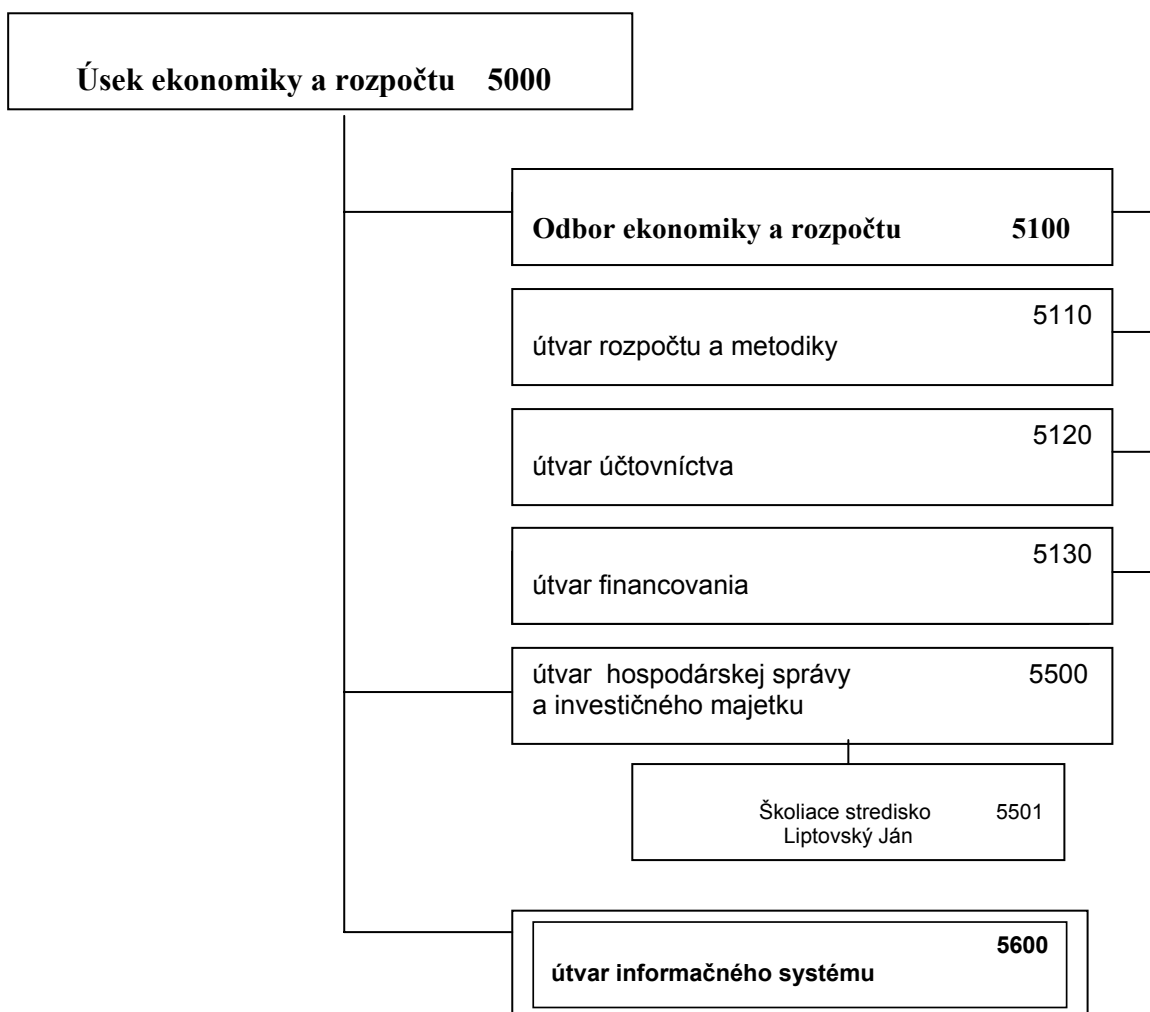 Úsek ekonomiky a rozpočtu 5000
Odbor ekonomiky a rozpočtu 5100
5110
útvar rozpočtu a metodiky
5120
útvar účtovníctva
5130
útvar financovania
útvar hospodárskej správy 5500
a investičného majetku
Školiace stredisko 5501
Liptovský Ján
5600
útvar informačného systému